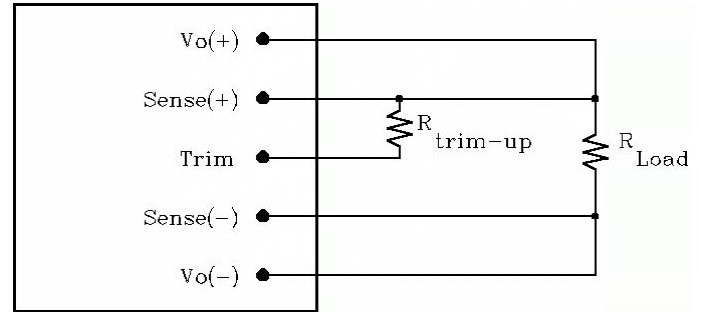 Vo(+)
Sense(+)
R trim-up
Trim
R Load
Sense(-)
Vo(-)